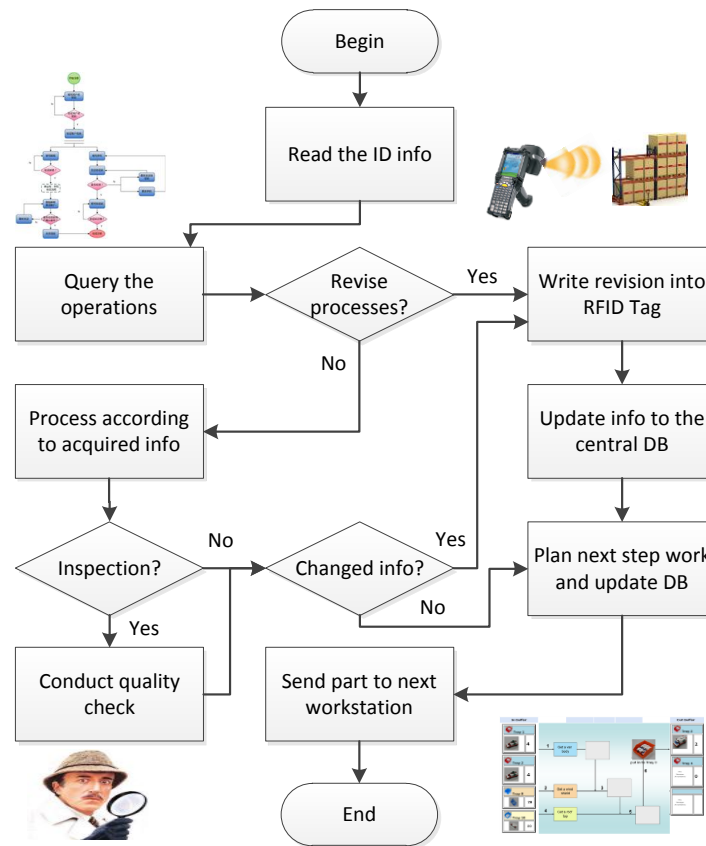 Begin
Read the ID info
Query the
operations
Revise
processes?
Yes
Write revision into
RFID Tag
No
Process according
to acquired info
Update info to the
central DB
Inspection?
No
Changed info?
Yes
Plan next step work
and update DB
No
Yes
Conduct quality
check
Send part to next
workstation
End